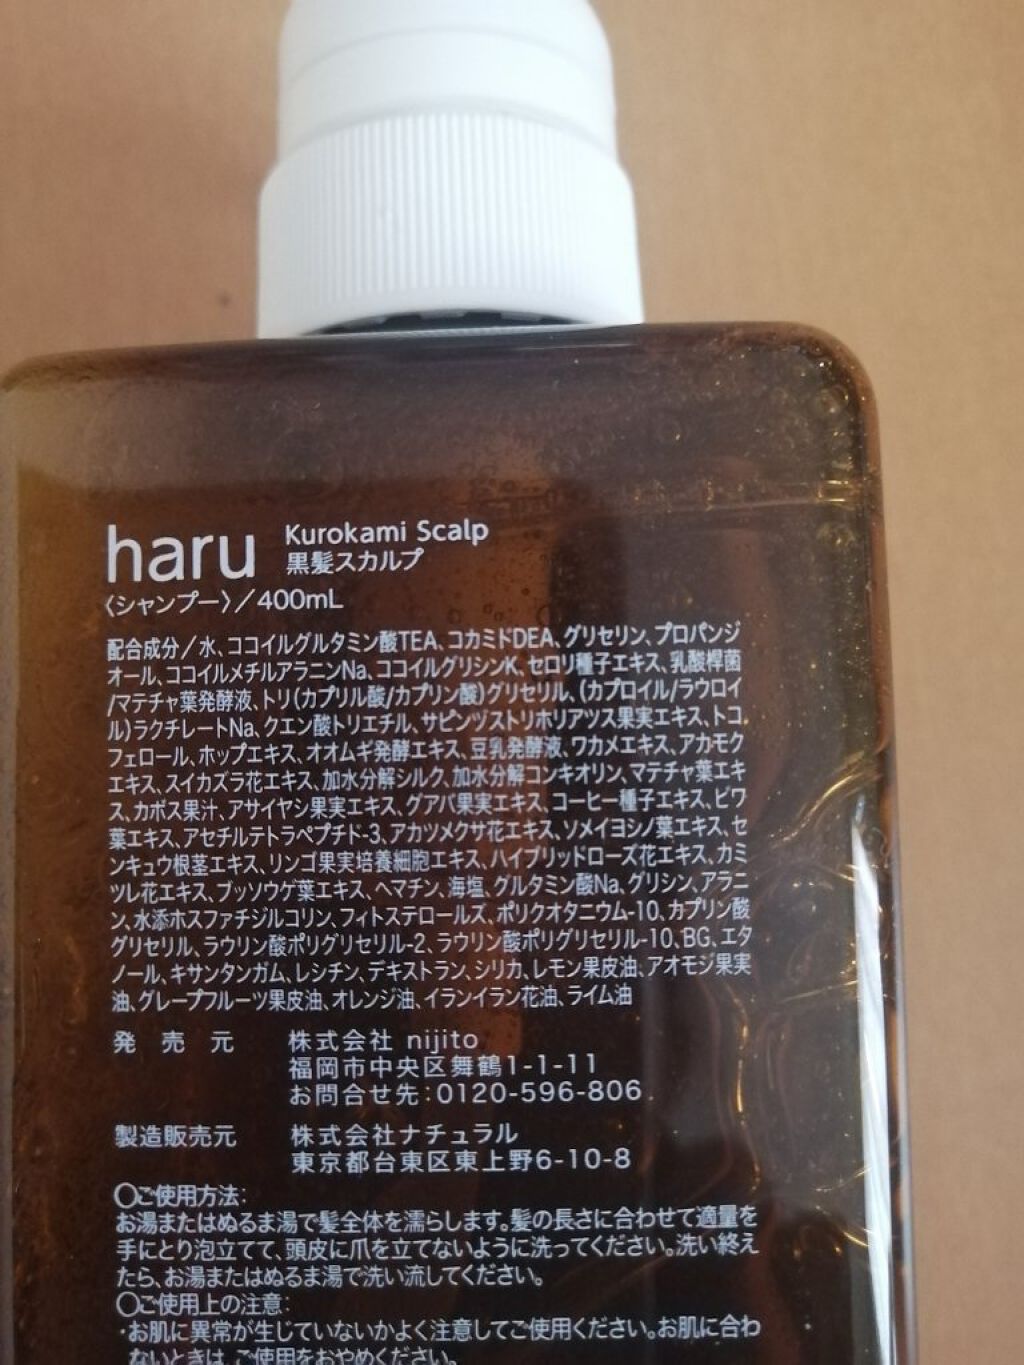 haru Kurokami Scalp
黒髪スカルプ
〈シャンプー〉／400mL
配合成分／水、ココイルグルタミン酸TEA、コカミドDEA、グリセリン、プロパンジ
オール、ココイルメチルアラニンNa、ココイルグリシンK、セロリ種子エキス、乳酸桿菌
/マテチャ葉発酵液、トリ(カプリル酸/カプリン酸)グリセリル、(カプロイル/ラウロイ
ル)ラクチレートNa、クエン酸トリエチル、サピンヅストリホリアツス果実エキス、トコ
フェロール、ホップエキス、オオムギ発酵エキス、豆乳発酵液、ワカメエキス、アカモク
エキス、スイカズラ花エキス、加水分解シルク、加水分解コンキオリン、マテチャ葉エキ
ス、カボス果汁、アサイヤシ果実エキス、グアバ果実エキス、コーヒー種子エキス、ビワ
葉エキス、アセチルテトラペプチド-3、アカツメクサ花エキス、ソメイヨシノ葉エキス、セ
ンキュウ根茎エキス、リンゴ果実培養細胞エキス、ハイブリッドローズ花エキス、カミ
ツレ花エキス、ブッソウゲ葉エキス、ヘマチン、海塩、グルタミン酸Na、グリシン、アラニ
ン、水添ホスファチジルコリン、フィトステロールズ、ポリクオタニウム-10、カプリン酸
グリセリル、ラウリン酸ポリグリセリル-2、ラウリン酸ポリグリセリル-10、BG、エタ
ノール、キサンタンガム、レシチン、デキストラン、シリカ、レモン果皮油、アオモジ果実
油、グレープフルーツ果皮油、オレンジ油、イランイラン花油、ライム油
発売元 株式会社 nijito
福岡市中央区舞鶴1-1-11
お問合せ先：0120-596-806
製造販売元 株式会社ナチュラル
東京都台東区東上野6-10-8
〇ご使用方法：
お湯またはぬるま湯で髪全体を濡らします。髪の長さに合わせて適量を
手にとり泡立てて、頭皮に爪を立てないように洗ってください。洗い終え
たら、お湯またはぬるま湯で洗い流してください。
〇ご使用上の注意：
・お肌に異常が生じていないかよく注意してご使用ください。お肌に合わ
ないときは、ご使用をおやめください。